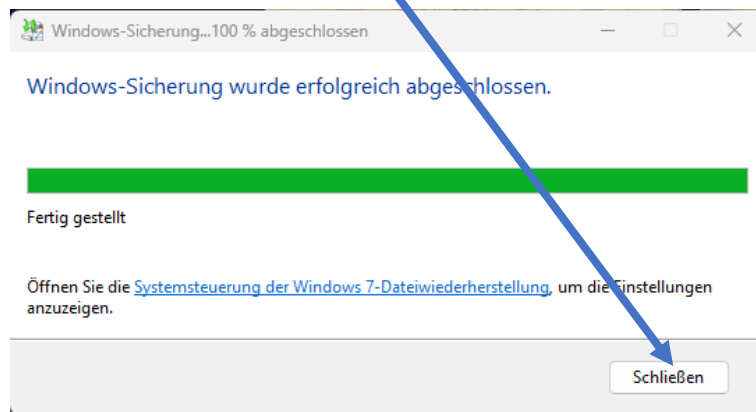 Windows-Sicherung...100 % abgeschlossen
Windows-Sicherung wurde erfolgreich abgeschlossen.
Fertig gestellt
Öffnen Sie die Systemsteuerung der Windows 7-Dateiwiederherstellung, um die Einstellungen
anzuzeigen.
Schließen